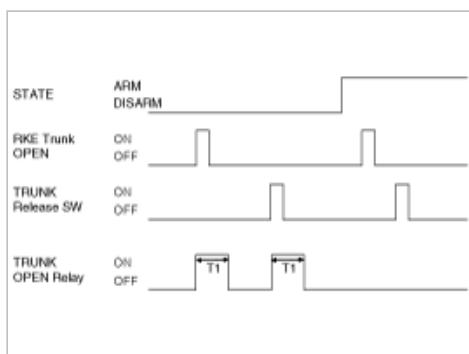 STATE
ARM
DISARM
RKE Trunk
OPEN
ON
OFF
TRUNK
Release SW
ON
OFF
TRUNK
OPEN Relay
ON
OFF
T1
T1